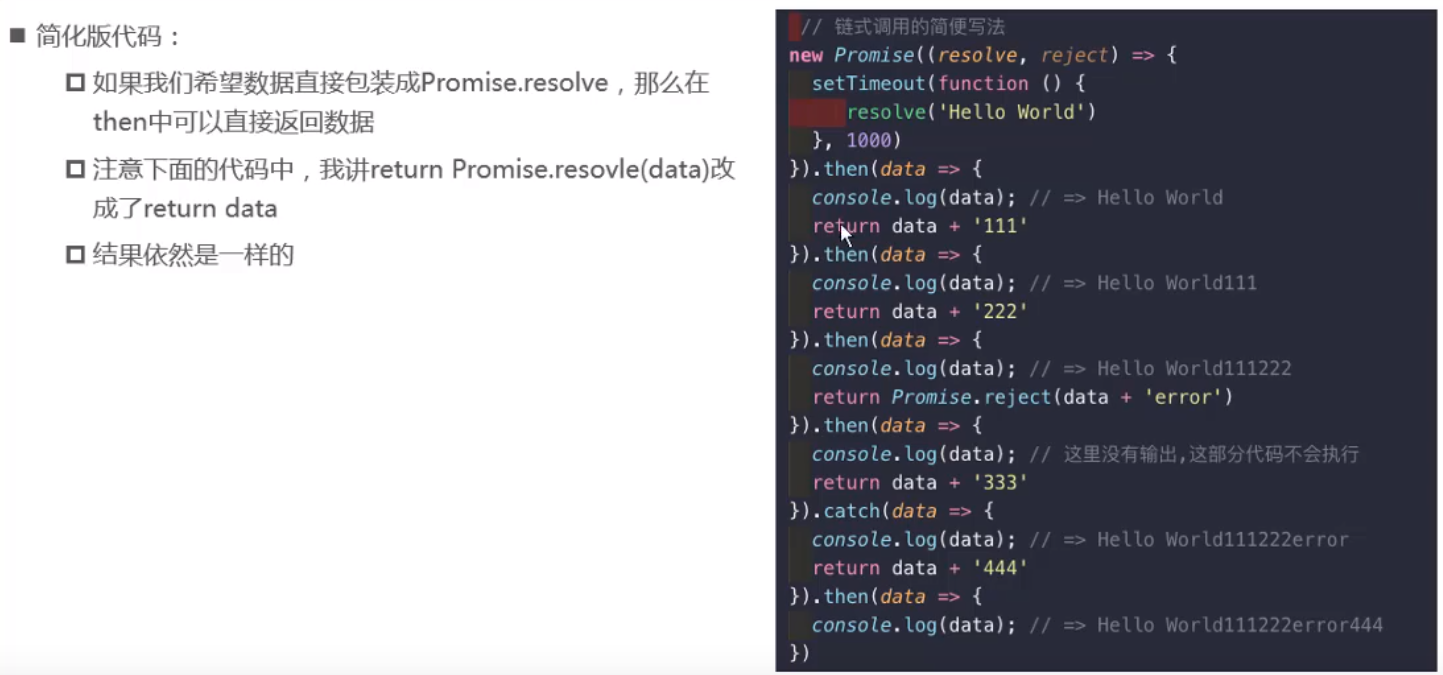 简化版代码：
如果我们希望数据直接包装成Promise.resolve，那么在
then中可以直接返回数据
注意下面的代码中，我讲return Promise.resovle(data)改
成了return data
结果依然是一样的
// 链式调用的简便写法
new Promise((resolve, reject) => {
  setTimeout(function () {
     resolve('Hello World')
  }, 1000)
}).then(data => {
  console.log(data); // => Hello World
  return data + '111'
}).then(data => {
  console.log(data); // => Hello World111
  return data + '222'
}).then(data => {
  console.log(data); // => Hello World111222
  return Promise.reject(data + 'error')
}).then(data => {
  console.log(data); // 这里没有输出,这部分代码不会执行
  return data + '333'
}).catch(data => {
  console.log(data); // => Hello World111222error
  return data + '444'
}).then(data => {
  console.log(data); // => Hello World111222error444
})